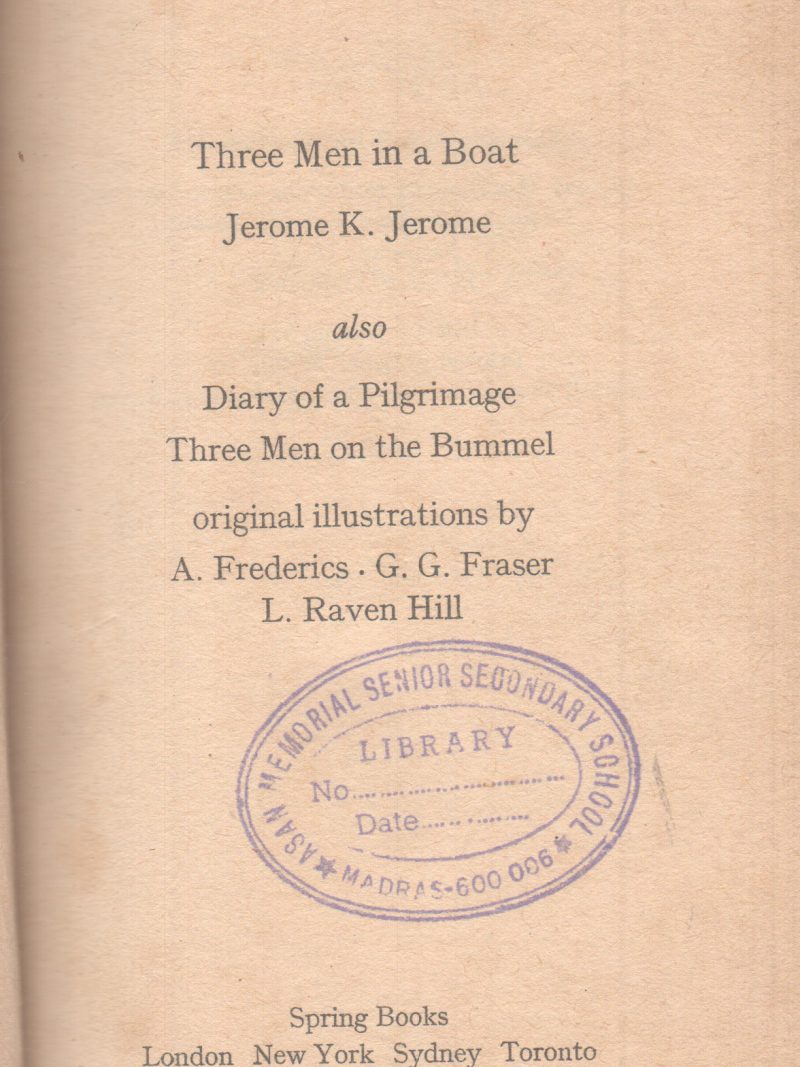 Three Men in a Boat
Jerome K. Jerome
also
Diary of a Pilgrimage
Three Men on the Bummel
original illustrations by
A. Frederics · G. G. Fraser
L. Raven Hill
ASAN MEMORIAL SENIOR SECONDARY SCHOOL
LIBRARY
No...........................
Date...............
★ MADRAS-600 006 ★
Spring Books
London New York Sydney Toronto